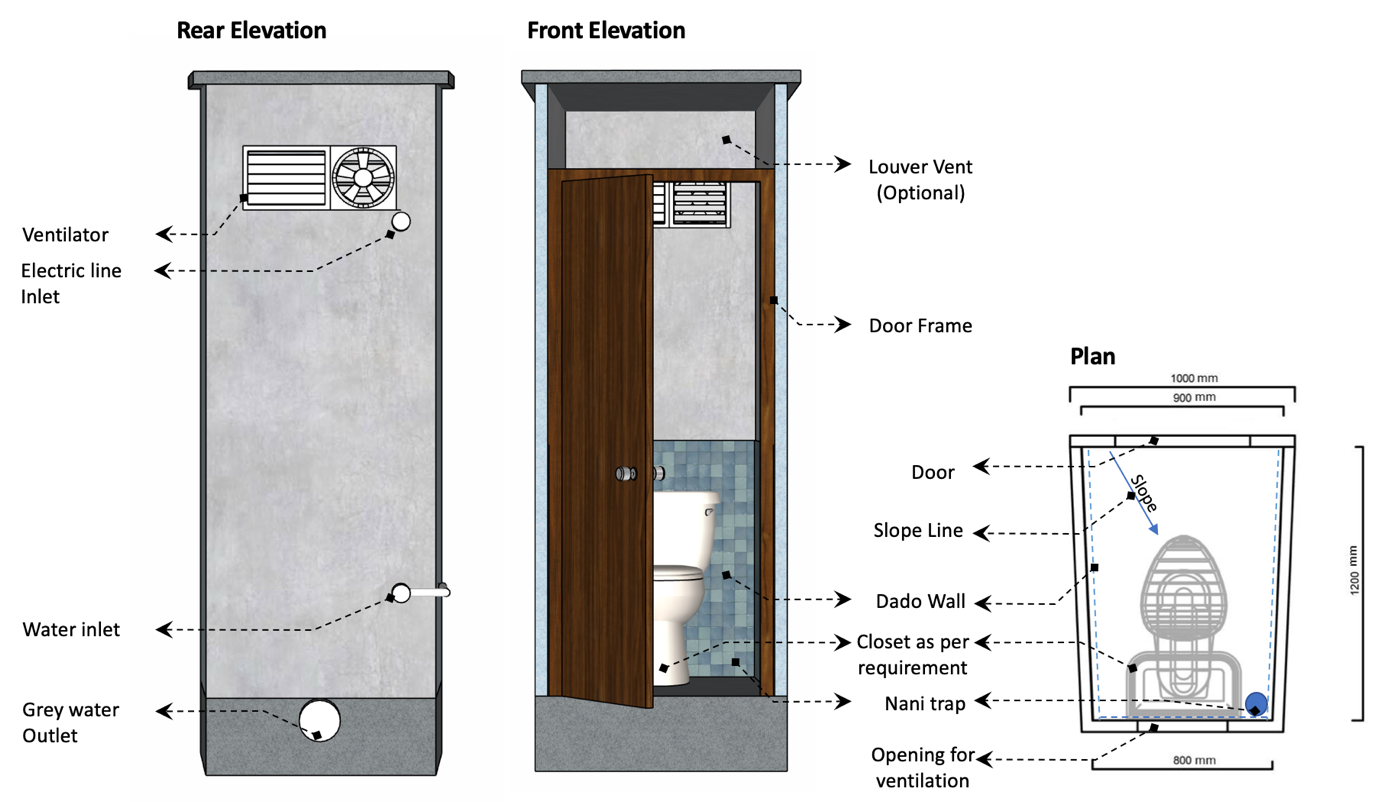 Rear Elevation
Front Elevation
Ventilator
Electric line
Inlet
Water inlet
Grey water
Outlet
Louver Vent
(Optional)
Door Frame
Plan
1000 mm
900 mm
Door
Slope
Slope Line
1200 mm
Dado Wall
Closet as per
requirement
Nani trap
Opening for
ventilation
800 mm